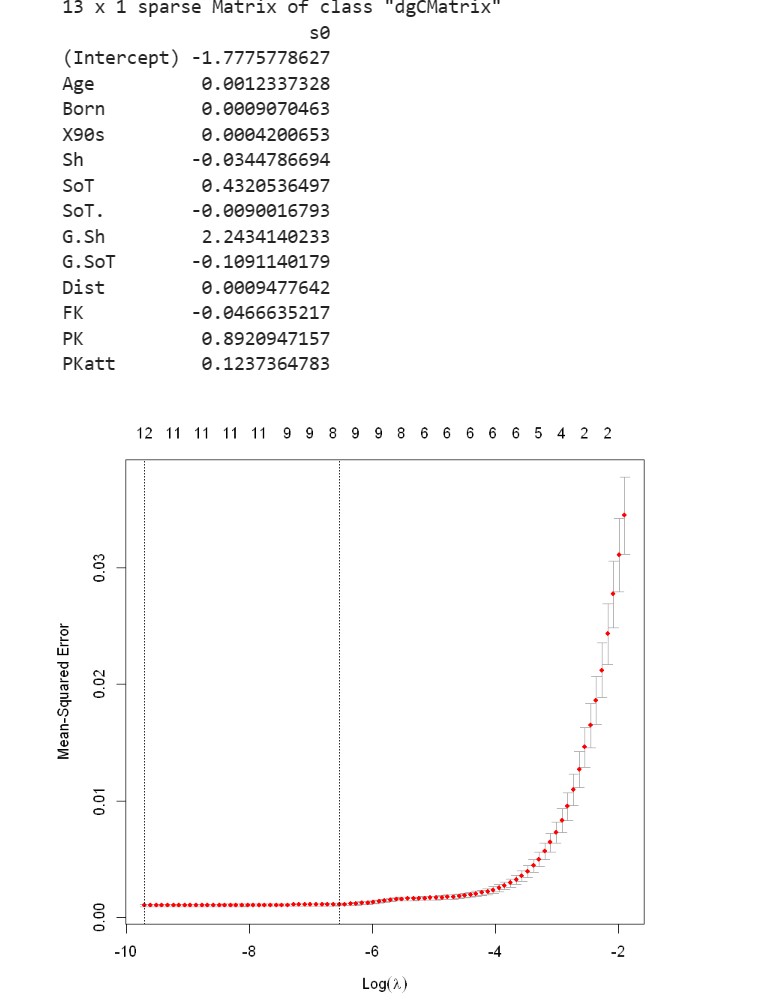 13 x 1 sparse Matrix of class "dgCMatrix"
s0
(Intercept) -1.7775778627
Age 0.0012337328
Born 0.0009070463
X90s 0.0004200653
Sh -0.0344786694
SoT 0.4320536497
SoT. -0.0090016793
G.Sh 2.2434140233
G.SoT -0.1091140179
Dist 0.0009477642
FK -0.0466635217
PK 0.8920947157
PKatt 0.1237364783
12 11 11 11 11 9 9 8 9 9 8 6 6 6 6 6 6 5 4 2 2
Mean-Squared Error
0.03
0.02
0.01
0.00
-10 -8 -6 -4 -2
Log(λ)